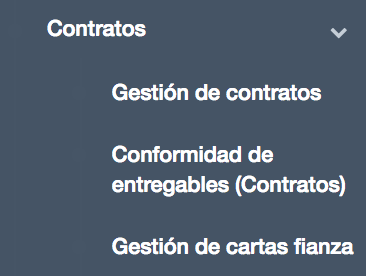 Contratos
Gestión de contratos
Conformidad de
entregables (Contratos)
Gestión de cartas fianza